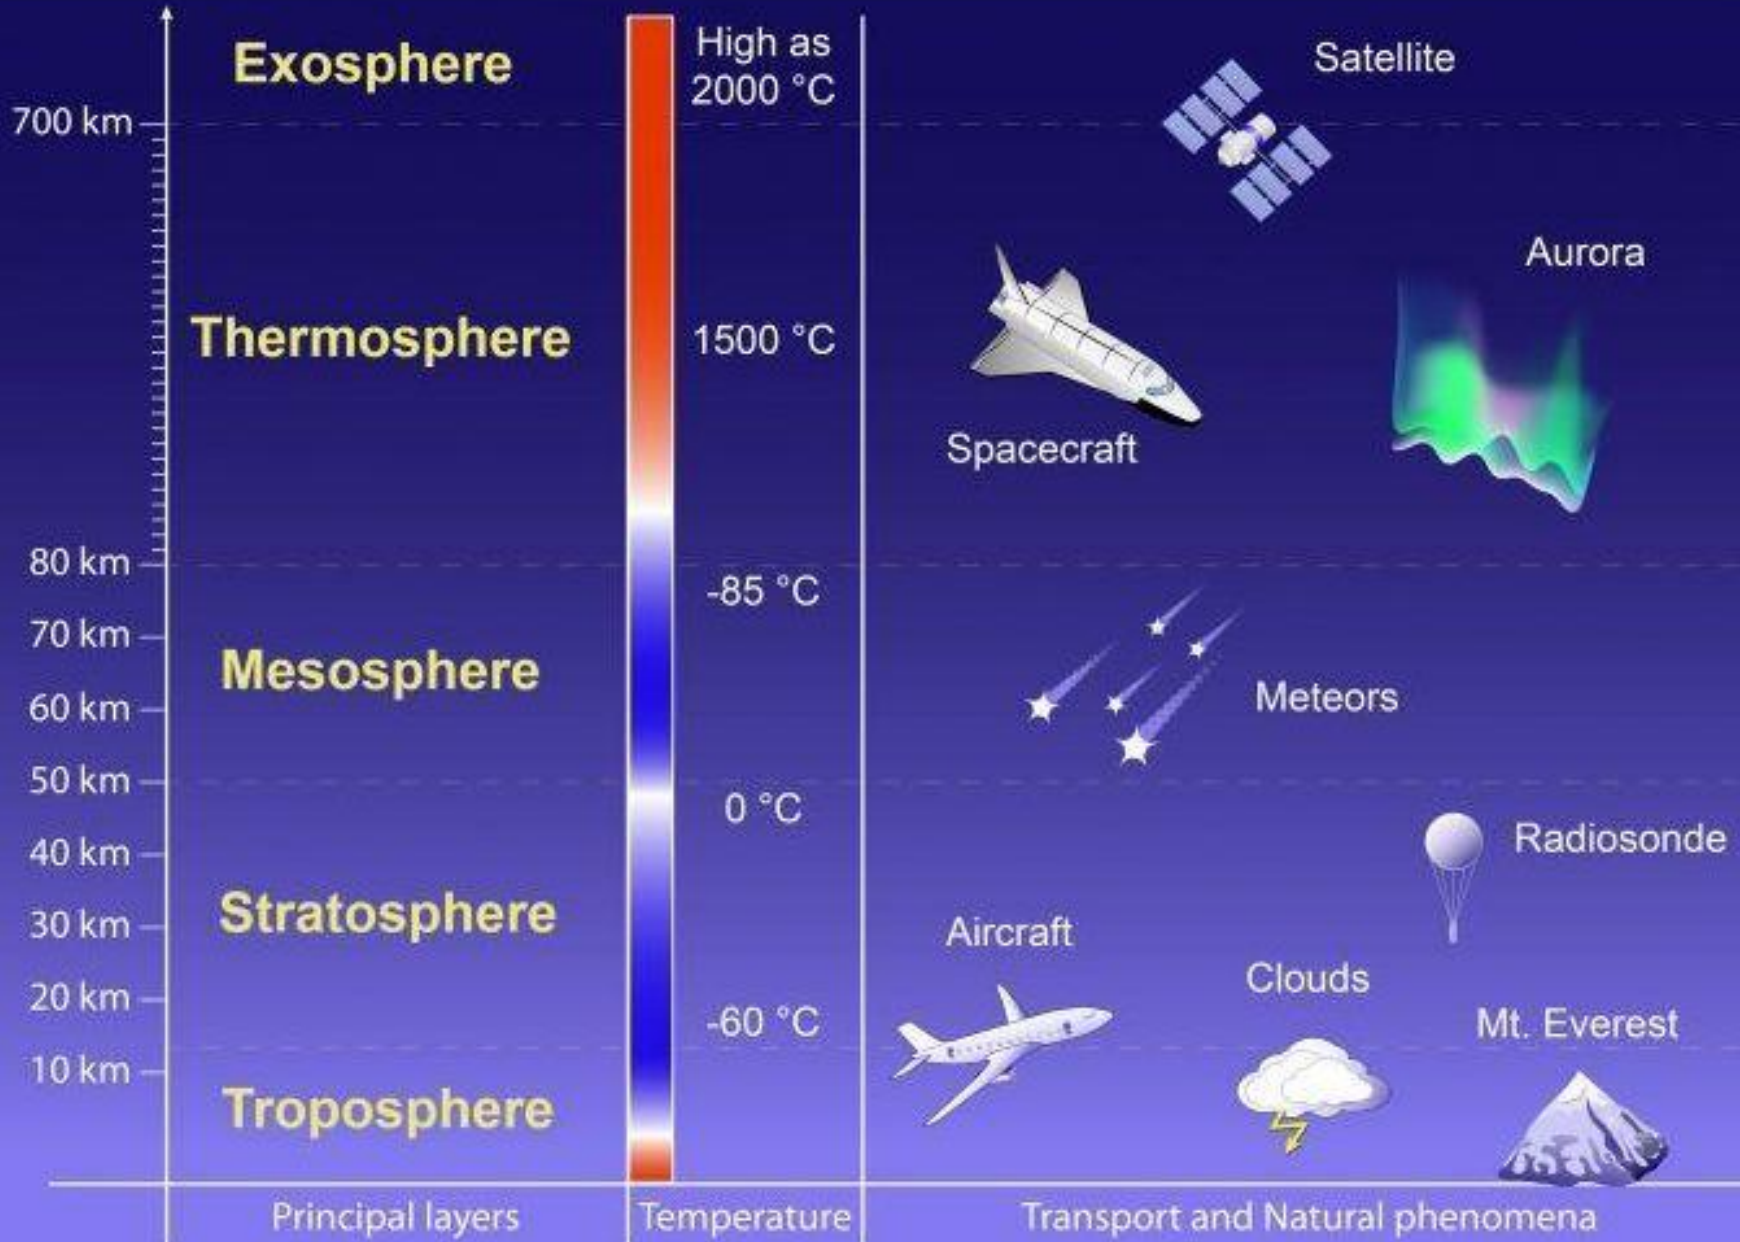 Exosphere
High as
2000 °C
Satellite
700 km
Aurora
Thermosphere
1500 °C
Spacecraft
80 km
-85 °C
70 km
Mesosphere
Meteors
60 km
50 km
0 °C
Radiosonde
40 km
Stratosphere
30 km
Aircraft
Clouds
20 km
-60 °C
Mt. Everest
10 km
Troposphere
Principal layers
Temperature
Transport and Natural phenomena